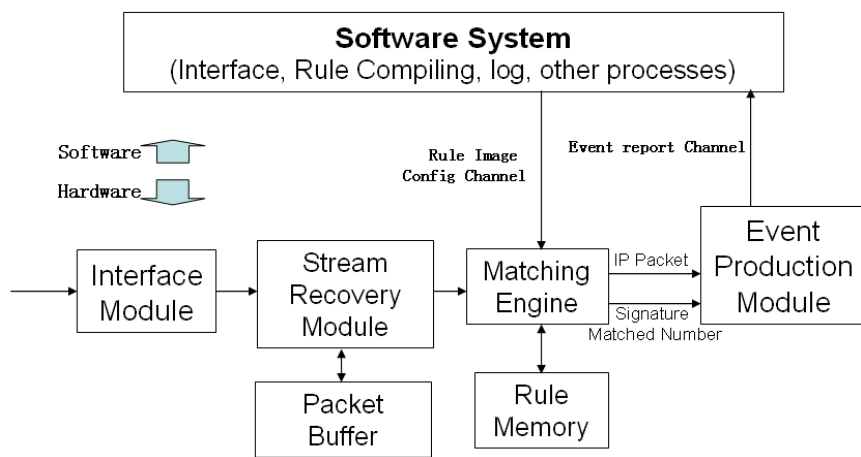 Software System
(Interface, Rule Compiling, log, other processes)
Software
Hardware
Rule Image
Config Channel
Event report Channel
Interface
Module
Stream
Recovery
Module
Matching
Engine
IP Packet
Signature
Matched Number
Event
Production
Module
Packet
Buffer
Rule
Memory